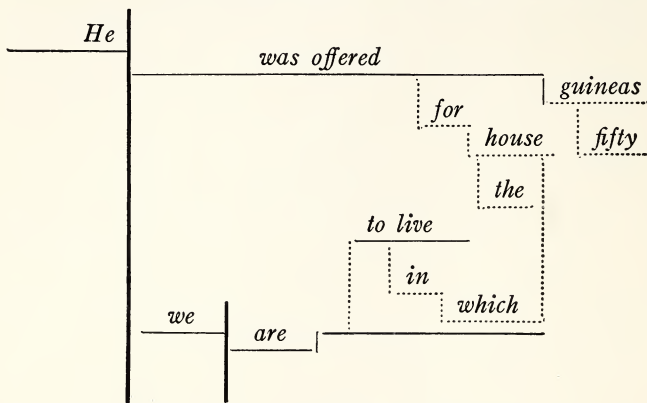 He
was offered
guineas
for
fifty
house
the
to live
in
which
we
are